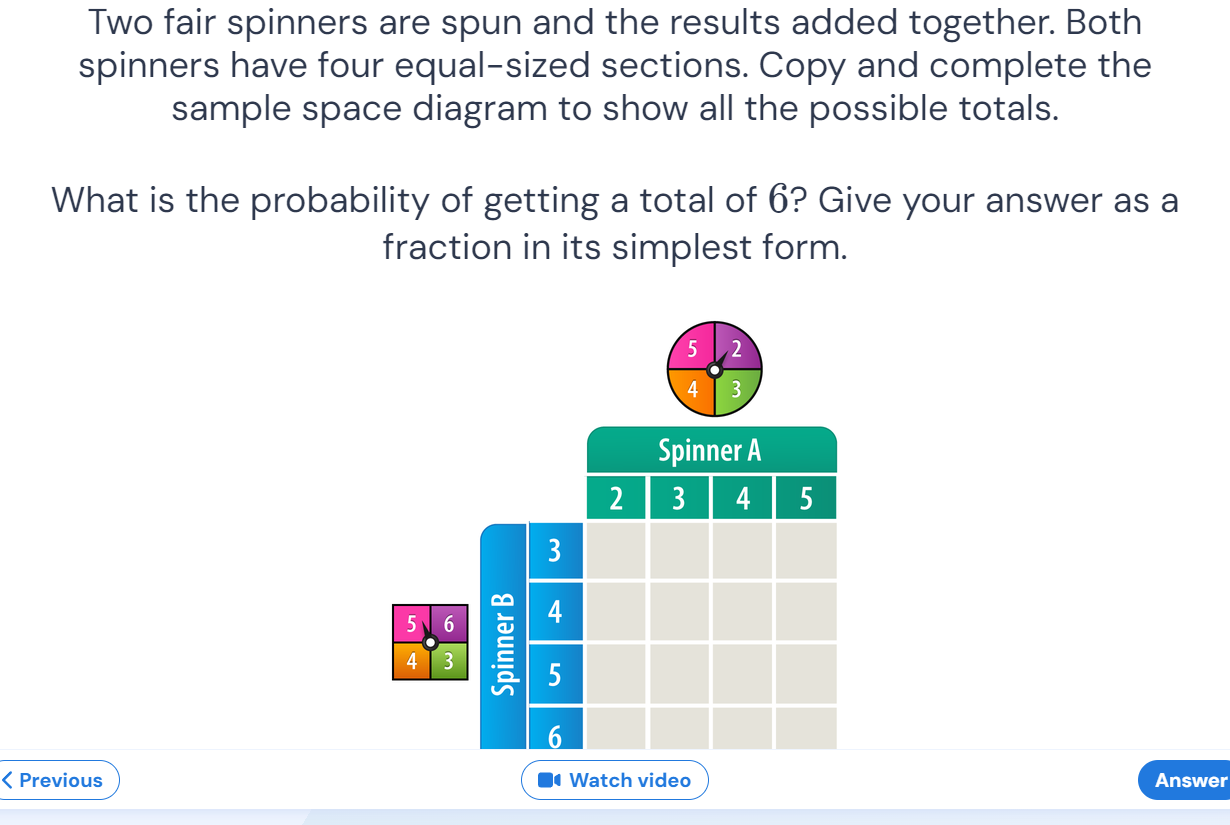 Two fair spinners are spun and the results added together. Both
spinners have four equal-sized sections. Copy and complete the
sample space diagram to show all the possible totals.
What is the probability of getting a total of 6? Give your answer as a
fraction in its simplest form.
5 2
4 3
Spinner A
2 3 4 5
Spinner B
3
4
5
6
5 6
4 3
Previous
Watch video
Answer